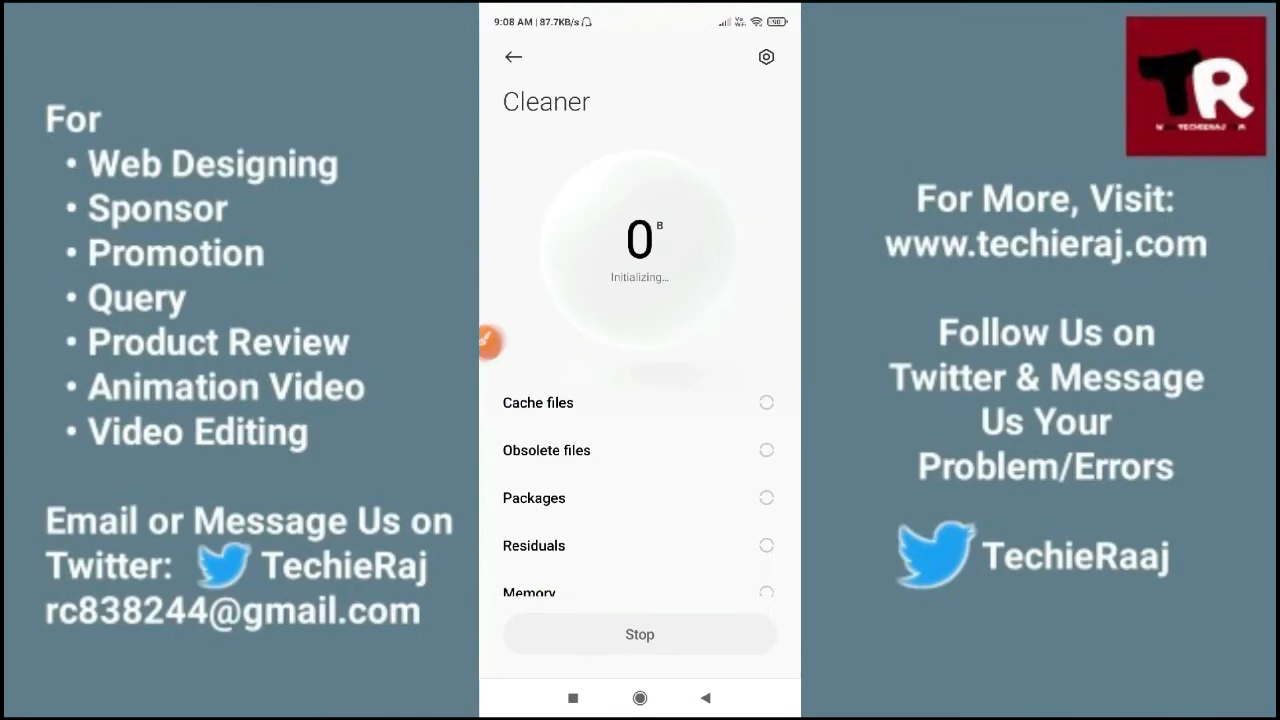 For
• Web Designing
• Sponsor
• Promotion
• Query
• Product Review
• Animation Video
• Video Editing
Email or Message Us on
Twitter: TechieRaj
rc838244@gmail.com
9:08 AM | 87.7KB/s
90
Cleaner
0 B
Initializing...
Cache files
Obsolete files
Packages
Residuals
Memory
Stop
TR
For More, Visit:
www.techieraj.com
Follow Us on
Twitter & Message
Us Your
Problem/Errors
TechieRaaj